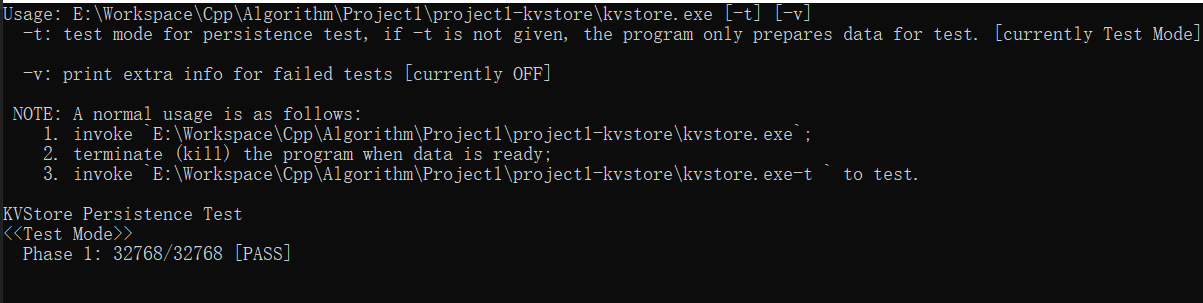 Usage: E:\Workspace\Cpp\Algorithm\Project1\project1-kvstore\kvstore.exe [-t] [-v]
-t: test mode for persistence test, if -t is not given, the program only prepares data for test. [currently Test Mode]
-v: print extra info for failed tests [currently OFF]
NOTE: A normal usage is as follows:
1. invoke `E:\Workspace\Cpp\Algorithm\Project1\project1-kvstore\kvstore.exe`;
2. terminate (kill) the program when data is ready;
3. invoke `E:\Workspace\Cpp\Algorithm\Project1\project1-kvstore\kvstore.exe-t ` to test.
KVStore Persistence Test
<<Test Mode>>
Phase 1: 32768/32768 [PASS]